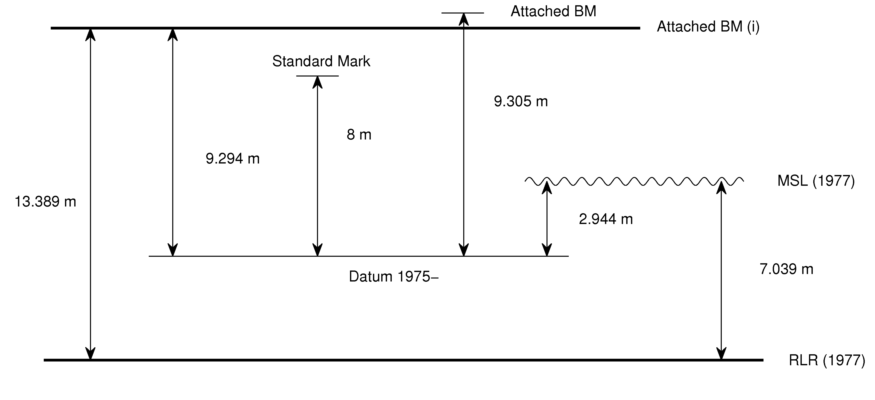 Attached BM
Attached BM (i)
Standard Mark
9.305 m
8 m
9.294 m
MSL (1977)
13.389 m
2.944 m
7.039 m
Datum 1975–
RLR (1977)